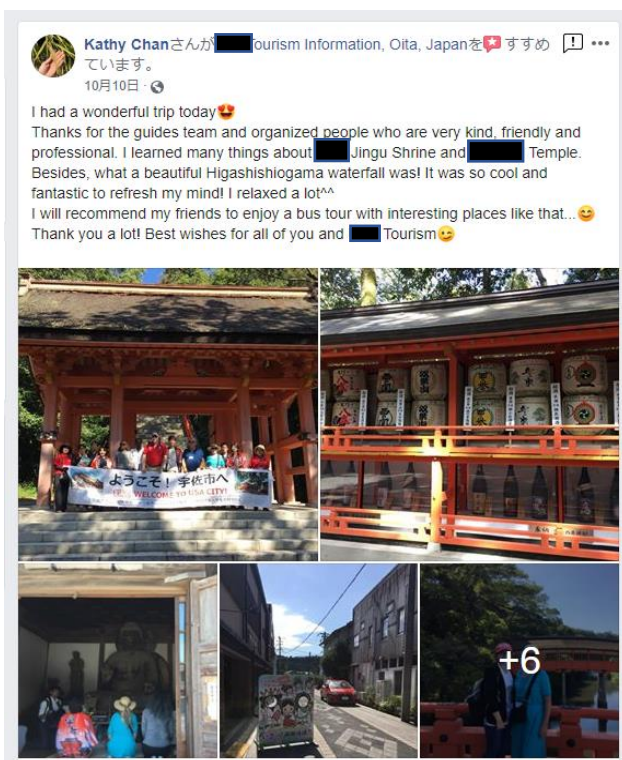 Kathy Chanさんが Tourism Information, Oita, Japanを すすめ
ています。
10月10日
I had a wonderful trip today
Thanks for the guides team and organized people who are very kind, friendly and
professional. I learned many things about Jingu Shrine and Temple.
Besides, what a beautiful Higashishiogama waterfall was! It was so cool and
fantastic to refresh my mind! I relaxed a lot^^
I will recommend my friends to enjoy a bus tour with interesting places like that...
Thank you a lot! Best wishes for all of you and Tourism
ようこそ! 宇佐市へ
WELCOME TO USA CITY!
+6